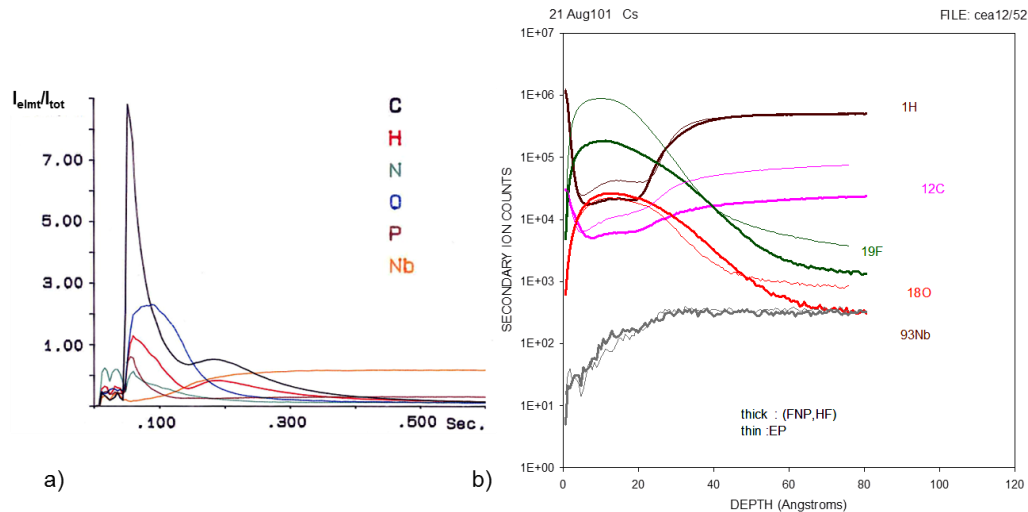 I_elmt/I_tot
7.00
5.00
3.00
1.00
.100
.300
.500 Sec.
C
H
N
O
P
Nb
a)
21 Aug101 Cs
FILE: cea12/52
SECONDARY ION COUNTS
1E+07
1E+06
1E+05
1E+04
1E+03
1E+02
1E+01
1E+00
0
20
40
60
80
100
120
DEPTH (Angstroms)
1H
12C
19F
18O
93Nb
thick : (FNP,HF)
thin :EP
b)